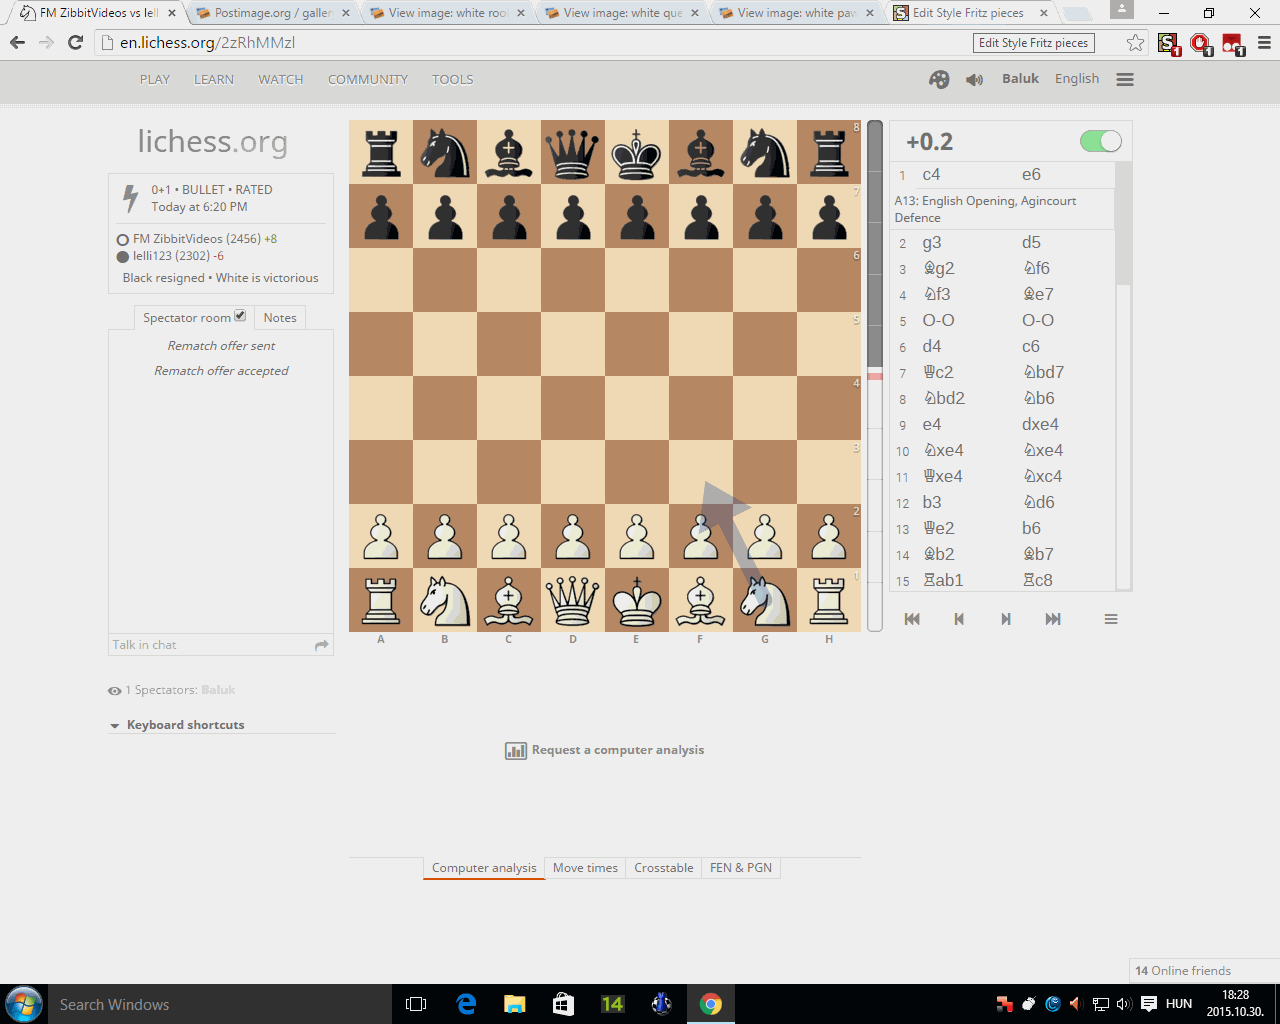 FM ZibbitVideos vs lell
Postimage.org / galler
View image: white roo
View image: white que
View image: white paw
Edit Style Fritz pieces
en.lichess.org/2zRhMMzI
Edit Style Fritz pieces
1
1
1
PLAY LEARN WATCH COMMUNITY TOOLS
Baluk English
lichess.org
0+1 • BULLET • RATED
Today at 6:20 PM
FM ZibbitVideos (2456) +8
lelli123 (2302) -6
Black resigned • White is victorious
Spectator room Notes
Rematch offer sent
Rematch offer accepted
Talk in chat
1 Spectators: Baluk
Keyboard shortcuts
8
7
6
5
4
3
2
1
A B C D E F G H
+0.2
1 c4 e6
A13: English Opening, Agincourt
Defence
2 g3 d5
3 ♗g2 ♘f6
4 ♘f3 ♗e7
5 O-O O-O
6 d4 c6
7 ♕c2 ♘bd7
8 ♘bd2 ♘b6
9 e4 dxe4
10 ♘xe4 ♘xe4
11 ♕xe4 ♘xc4
12 b3 ♘d6
13 ♕e2 b6
14 ♗b2 ♗b7
15 ♖ab1 ♖c8
Request a computer analysis
Computer analysis Move times Crosstable FEN & PGN
14 Online friends
Search Windows
14
HUN
18:28
2015.10.30.